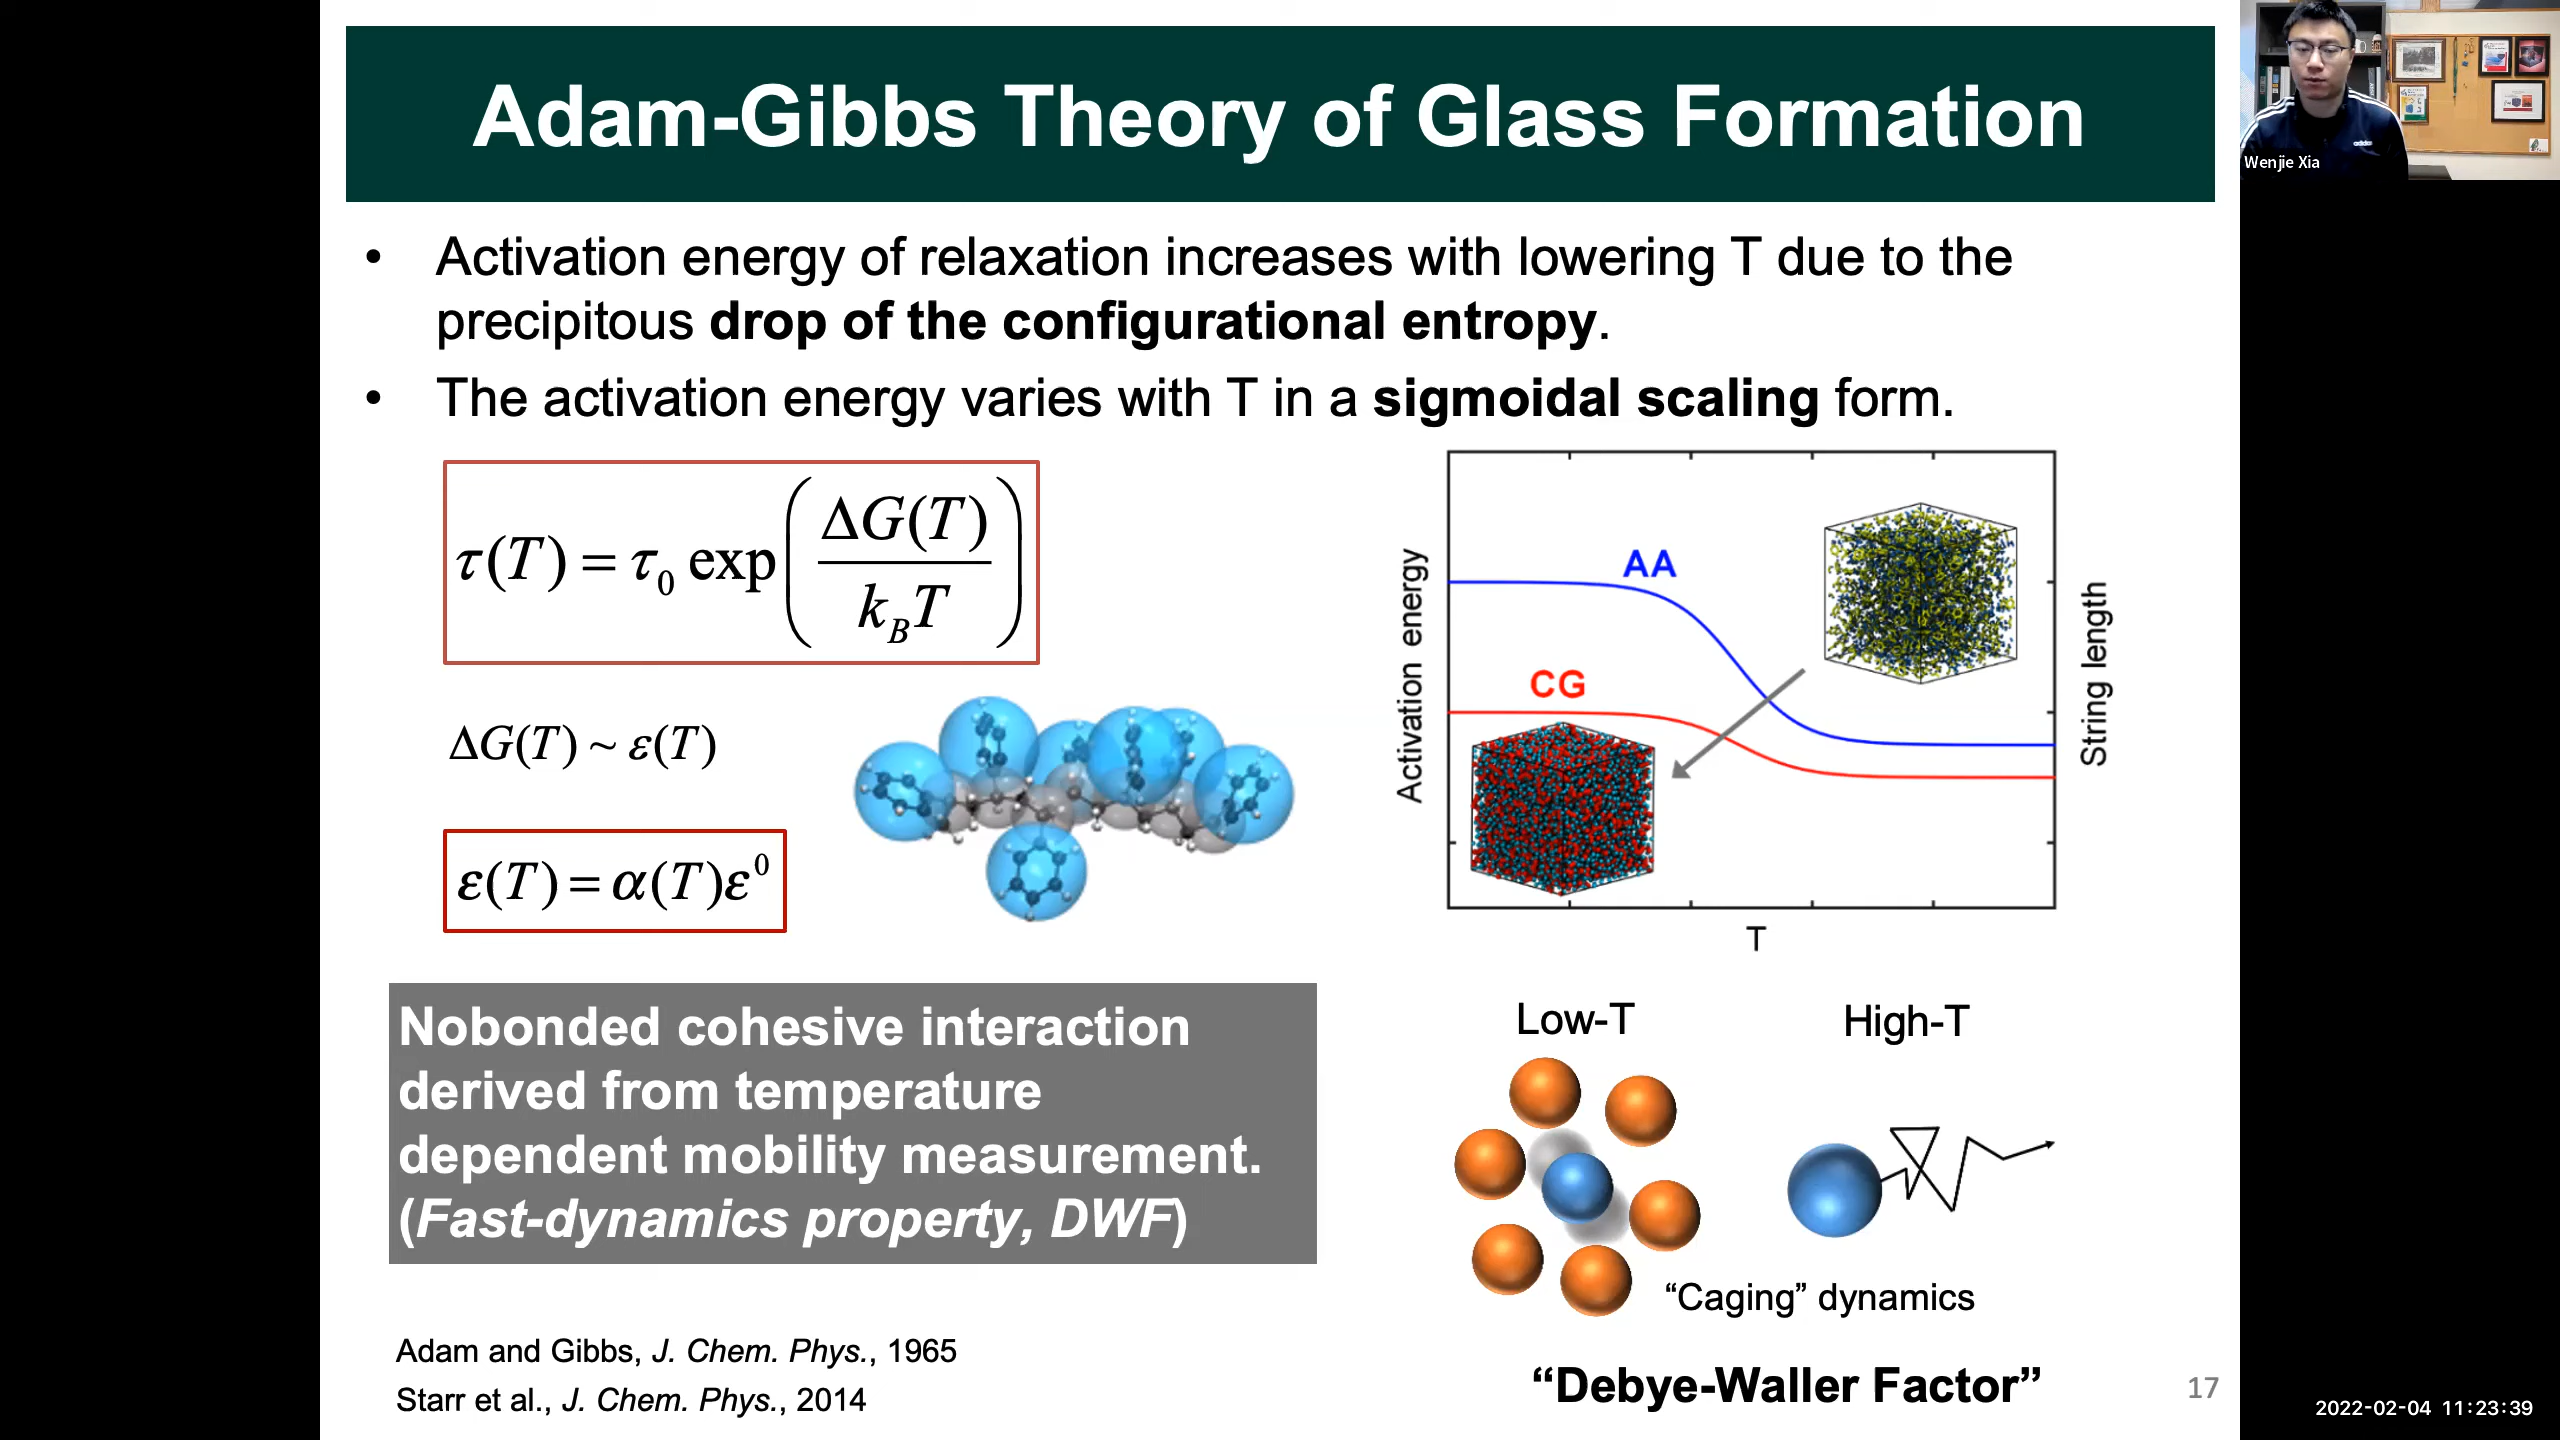 Adam-Gibbs Theory of Glass Formation
Wenjie Xia
• Activation energy of relaxation increases with lowering T due to the
precipitous drop of the configurational entropy.
• The activation energy varies with T in a sigmoidal scaling form.
τ(T) = τ₀ exp(ΔG(T) / k_B T)
ΔG(T) ~ ε(T)
ε(T) = α(T)ε⁰
Activation energy
AA
CG
String length
T
Nobonded cohesive interaction
derived from temperature
dependent mobility measurement.
(Fast-dynamics property, DWF)
Low-T
High-T
“Caging” dynamics
“Debye-Waller Factor”
Adam and Gibbs, J. Chem. Phys., 1965
Starr et al., J. Chem. Phys., 2014
17
2022-02-04 11:23:39